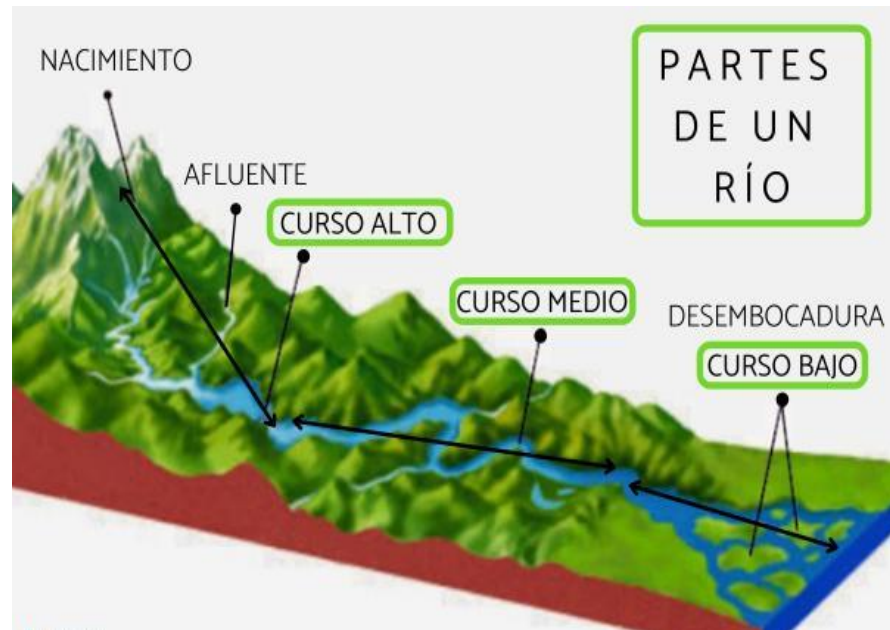 PARTES
DE UN
RÍO
NACIMIENTO
AFLUENTE
CURSO ALTO
CURSO MEDIO
DESEMBOCADURA
CURSO BAJO